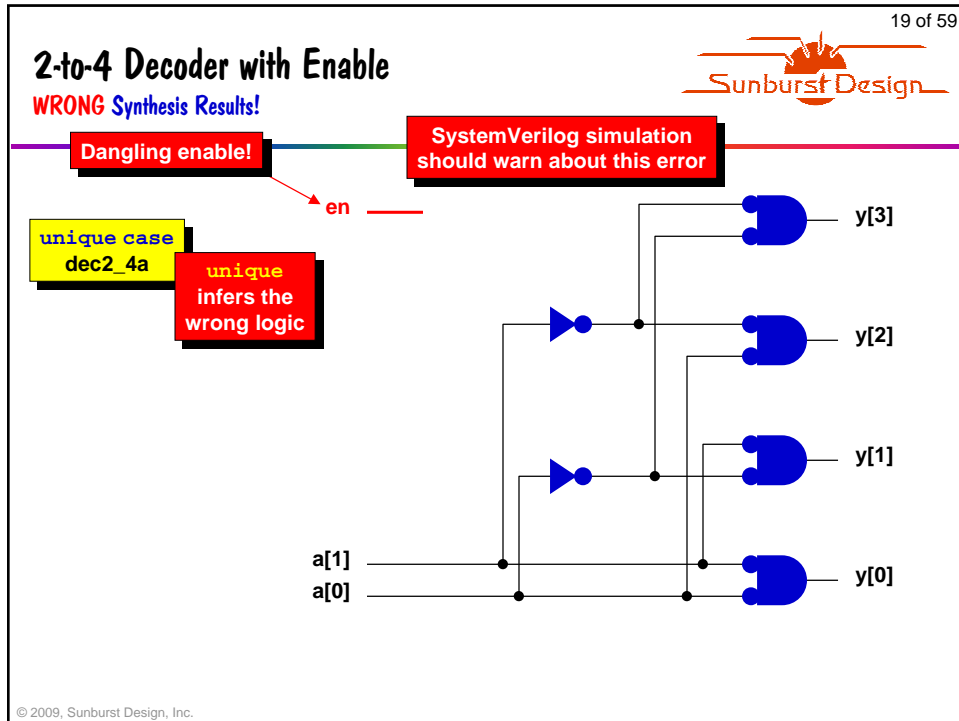 19 of 59
2-to-4 Decoder with Enable
WRONG Synthesis Results!
Sunburst Design
Dangling enable!
SystemVerilog simulation
should warn about this error
en
unique case
dec2_4a
unique
infers the
wrong logic
y[3]
y[2]
y[1]
a[1]
a[0]
y[0]
© 2009, Sunburst Design, Inc.